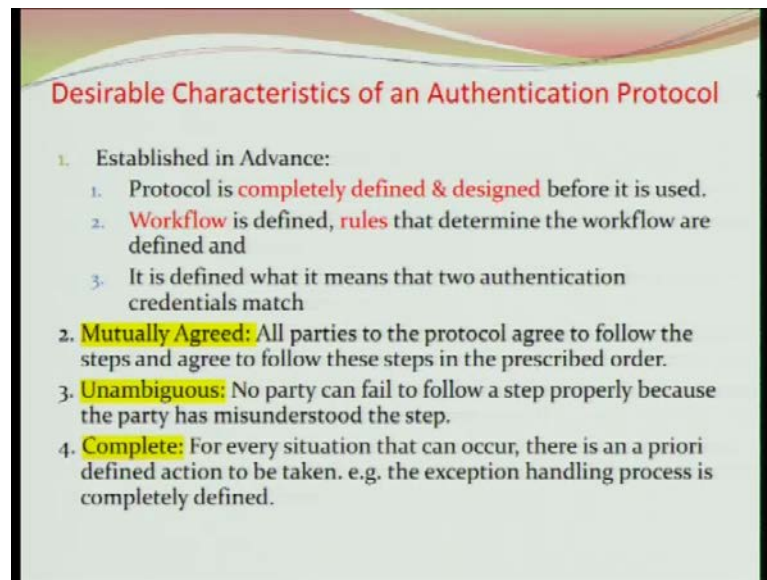 Desirable Characteristics of an Authentication Protocol
1. Established in Advance:
1. Protocol is completely defined & designed before it is used.
2. Workflow is defined, rules that determine the workflow are
defined and
3. It is defined what it means that two authentication
credentials match
2. Mutually Agreed: All parties to the protocol agree to follow the
steps and agree to follow these steps in the prescribed order.
3. Unambiguous: No party can fail to follow a step properly because
the party has misunderstood the step.
4. Complete: For every situation that can occur, there is an a priori
defined action to be taken. e.g. the exception handling process is
completely defined.